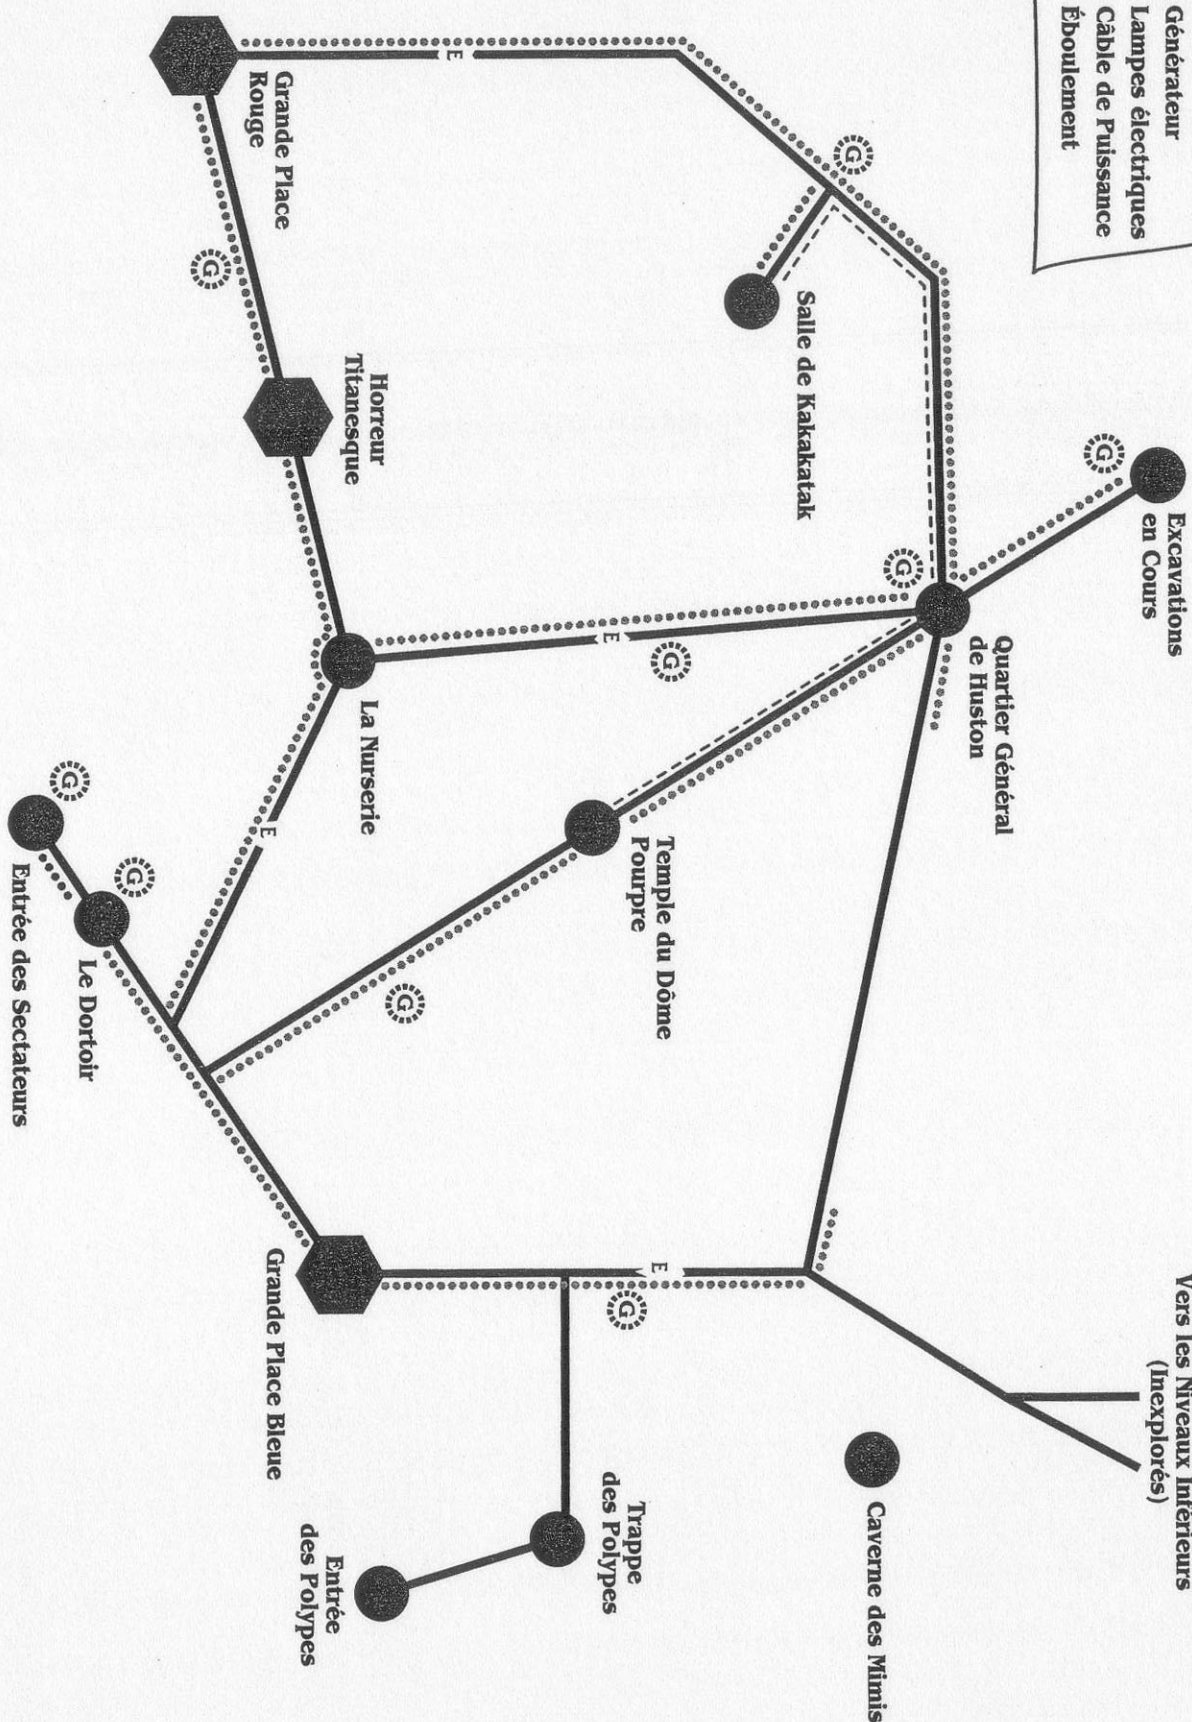 Générateur
Lampes électriques
Câble de Puissance
Éboulement
Excavations
en Cours
G
Quartier Général
de Huston
G
Vers les Niveaux Inférieurs
(Inexplorés)
G
Salle de Kakakatak
Caverne des Mimis
E
G
E
Temple du Dôme
Pourpre
E
G
Trappe
des Polypes
Grande Place
Rouge
G
Horreur
Titanesque
La Nurserie
G
E
Grande Place Bleue
Entrée
des Polypes
G
Le Dortoir
G
Entrée des Sectateurs